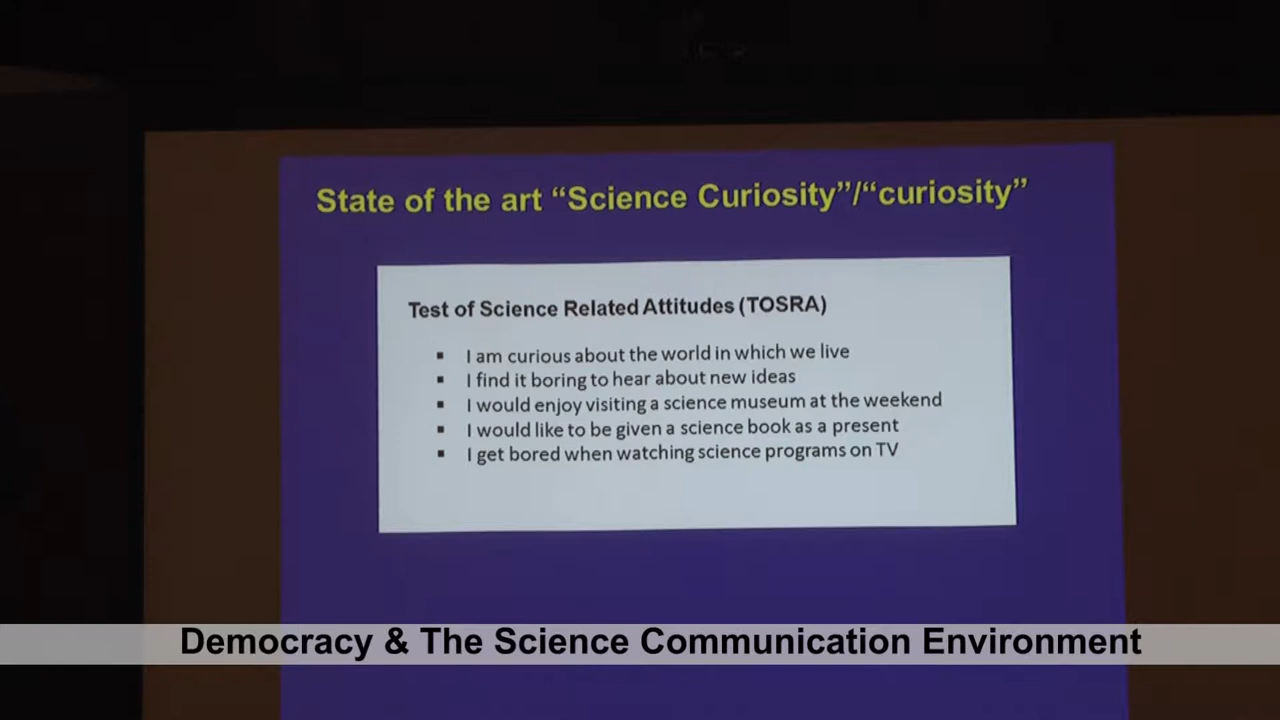 State of the art “Science Curiosity”/“curiosity”
Test of Science Related Attitudes (TOSRA)
▪ I am curious about the world in which we live
▪ I find it boring to hear about new ideas
▪ I would enjoy visiting a science museum at the weekend
▪ I would like to be given a science book as a present
▪ I get bored when watching science programs on TV
Democracy & The Science Communication Environment